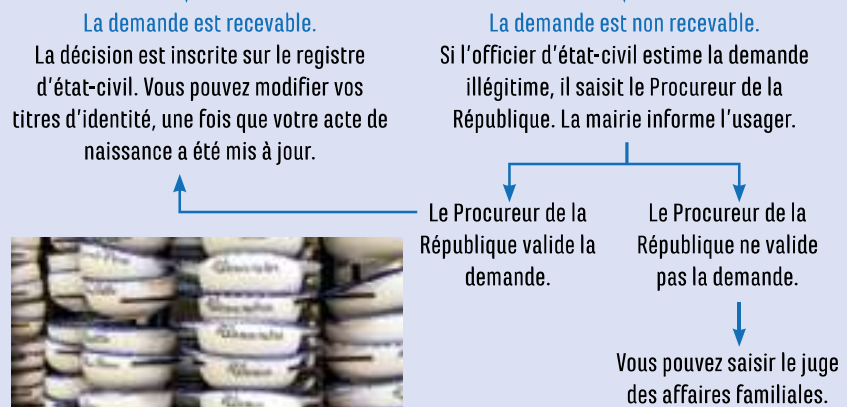 La demande est recevable.
La décision est inscrite sur le registre
d'état-civil. Vous pouvez modifier vos
titres d'identité, une fois que votre acte de
naissance a été mis à jour.
La demande est non recevable.
Si l'officier d'état-civil estime la demande
illégitime, il saisit le Procureur de la
République. La mairie informe l'usager.
Le Procureur de la
République valide la
demande.
Le Procureur de la
République ne valide
pas la demande.
Vous pouvez saisir le juge
des affaires familiales.